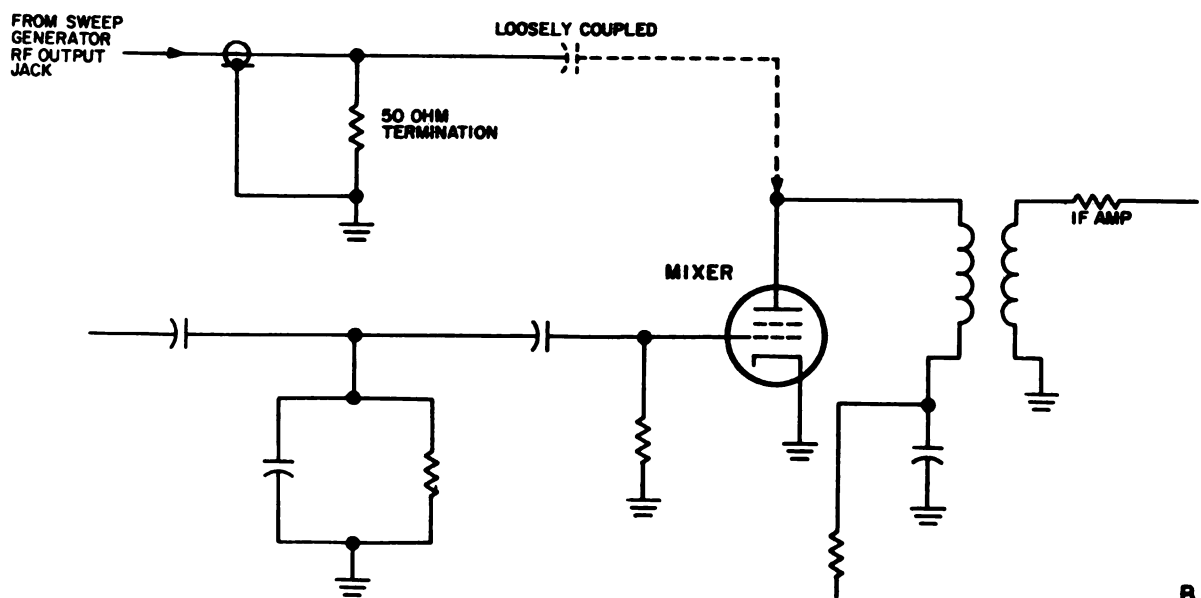 FROM SWEEP
GENERATOR
RF OUTPUT
JACK
LOOSELY COUPLED
50 OHM
TERMINATION
MIXER
IF AMP
B